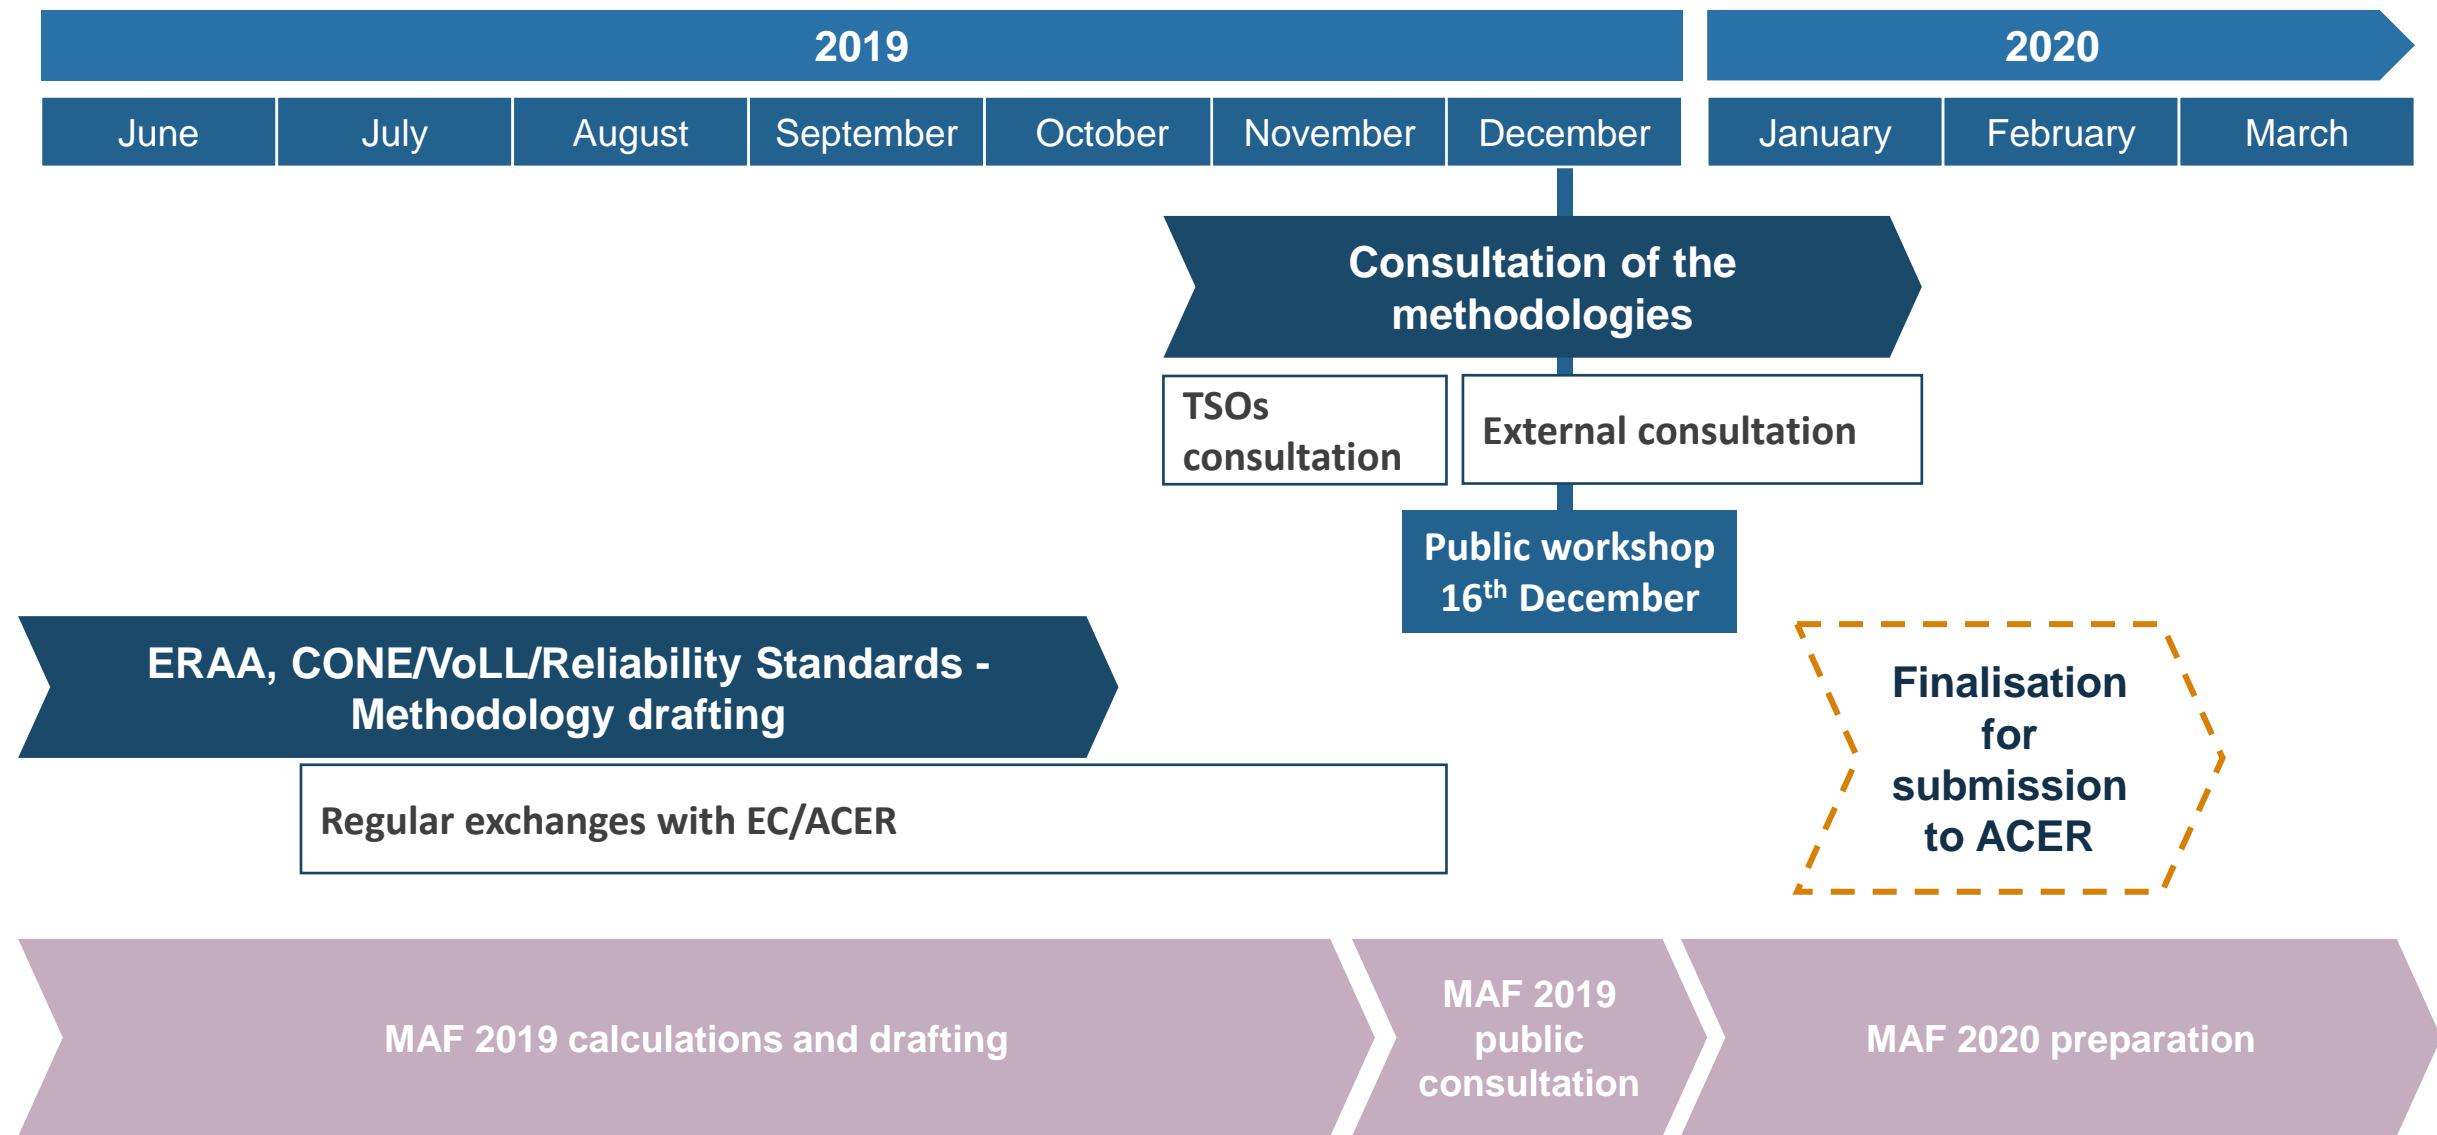 2019
2020
June
July
August
September
October
November
December
January
February
March
Consultation of the
methodologies
TSOs
consultation
External consultation
Public workshop
16th December
ERAA, CONE/VoLL/Reliability Standards -
Methodology drafting
Regular exchanges with EC/ACER
Finalisation
for
submission
to ACER
MAF 2019 calculations and drafting
MAF 2019
public
consultation
MAF 2020 preparation